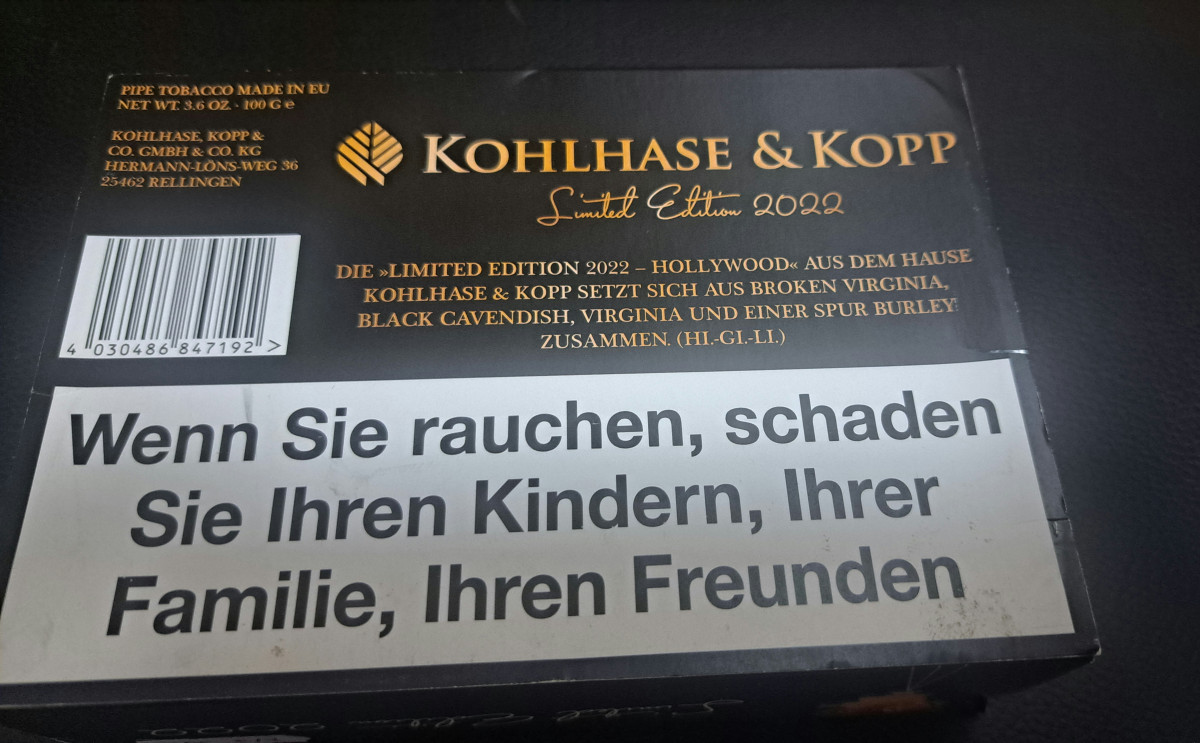 PIPE TOBACCO MADE IN EU
NET WT. 3.6 OZ. · 100 G e
KOHLHASE, KOPP &
CO. GMBH & CO. KG
HERMANN-LÖNS-WEG 36
25462 RELLINGEN
KOHLHASE & KOPP
Limited Edition 2022
4 030486 847192 >
DIE »LIMITED EDITION 2022 – HOLLYWOOD« AUS DEM HAUSE
KOHLHASE & KOPP SETZT SICH AUS BROKEN VIRGINIA,
BLACK CAVENDISH, VIRGINIA UND EINER SPUR BURLEY
ZUSAMMEN. (HI.-GI.-LI.)
Wenn Sie rauchen, schaden
Sie Ihren Kindern, Ihrer
Familie, Ihren Freunden
Limited Edition